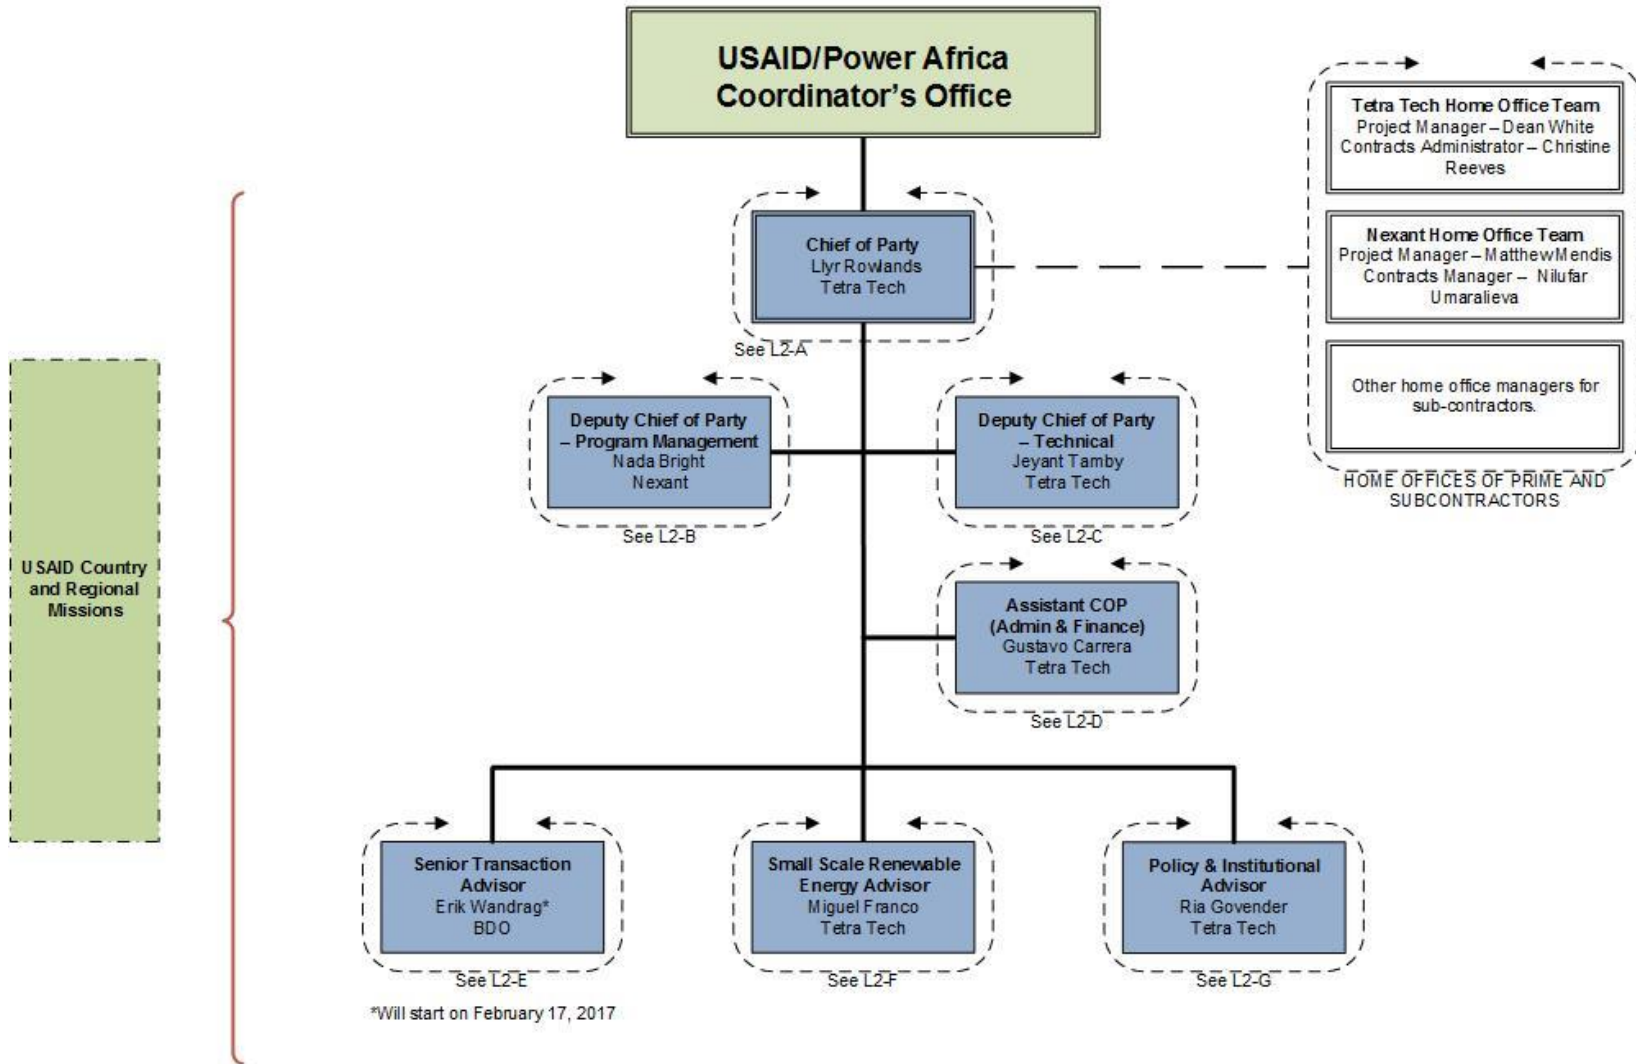 USAID/Power Africa
Coordinator's Office
Tetra Tech Home Office Team
Project Manager – Dean White
Contracts Administrator – Christine
Reeves
Nexant Home Office Team
Project Manager – Matthew Mendis
Contracts Manager – Nilufar
Umaralieva
Other home office managers for
sub-contractors.
HOME OFFICES OF PRIME AND
SUBCONTRACTORS
Chief of Party
Llyr Rowlands
Tetra Tech
See L2-A
Deputy Chief of Party
– Program Management
Nada Bright
Nexant
See L2-B
Deputy Chief of Party
– Technical
Jeyant Tamby
Tetra Tech
See L2-C
USAID Country
and Regional
Missions
Assistant COP
(Admin & Finance)
Gustavo Carrera
Tetra Tech
See L2-D
Senior Transaction
Advisor
Erik Wandrag*
BDO
See L2-E
Small Scale Renewable
Energy Advisor
Miguel Franco
Tetra Tech
See L2-F
Policy & Institutional
Advisor
Ria Govender
Tetra Tech
See L2-G
*Will start on February 17, 2017